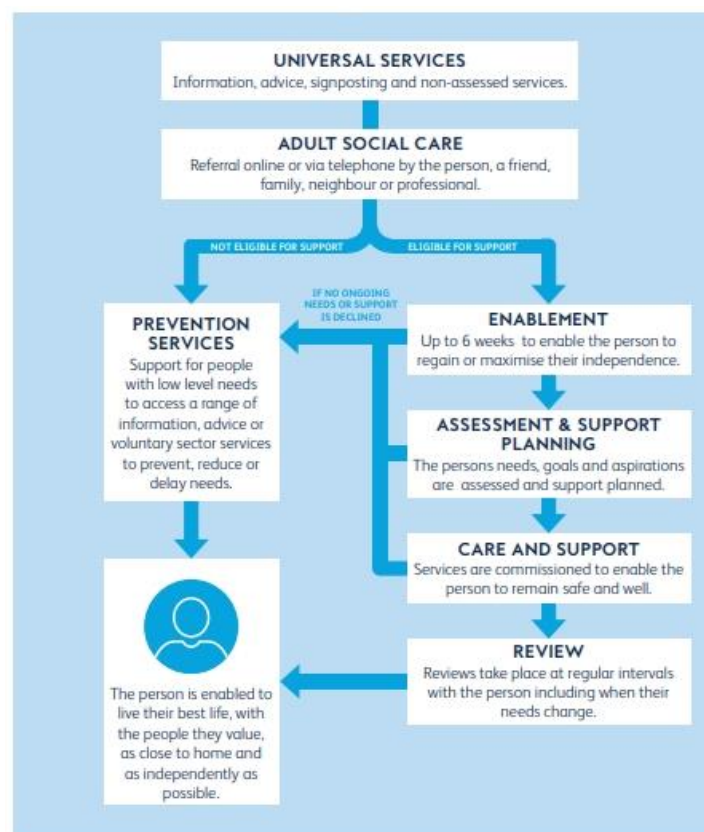 UNIVERSAL SERVICES
Information, advice, signposting and non-assessed services.
ADULT SOCIAL CARE
Referral online or via telephone by the person, a friend,
family, neighbour or professional.
NOT ELIGIBLE FOR SUPPORT
ELIGIBLE FOR SUPPORT
IF NO ONGOING
NEEDS OR SUPPORT
IS DECLINED
PREVENTION
SERVICES
Support for people
with low level needs
to access a range of
information, advice or
voluntary sector services
to prevent, reduce or
delay needs.
ENABLEMENT
Up to 6 weeks to enable the person to
regain or maximise their independence.
ASSESSMENT & SUPPORT
PLANNING
The persons needs, goals and aspirations
are assessed and support planned.
CARE AND SUPPORT
Services are commissioned to enable the
person to remain safe and well.
REVIEW
Reviews take place at regular intervals
with the person including when their
needs change.
The person is enabled to
live their best life, with
the people they value,
as close to home and
as independently as
possible.